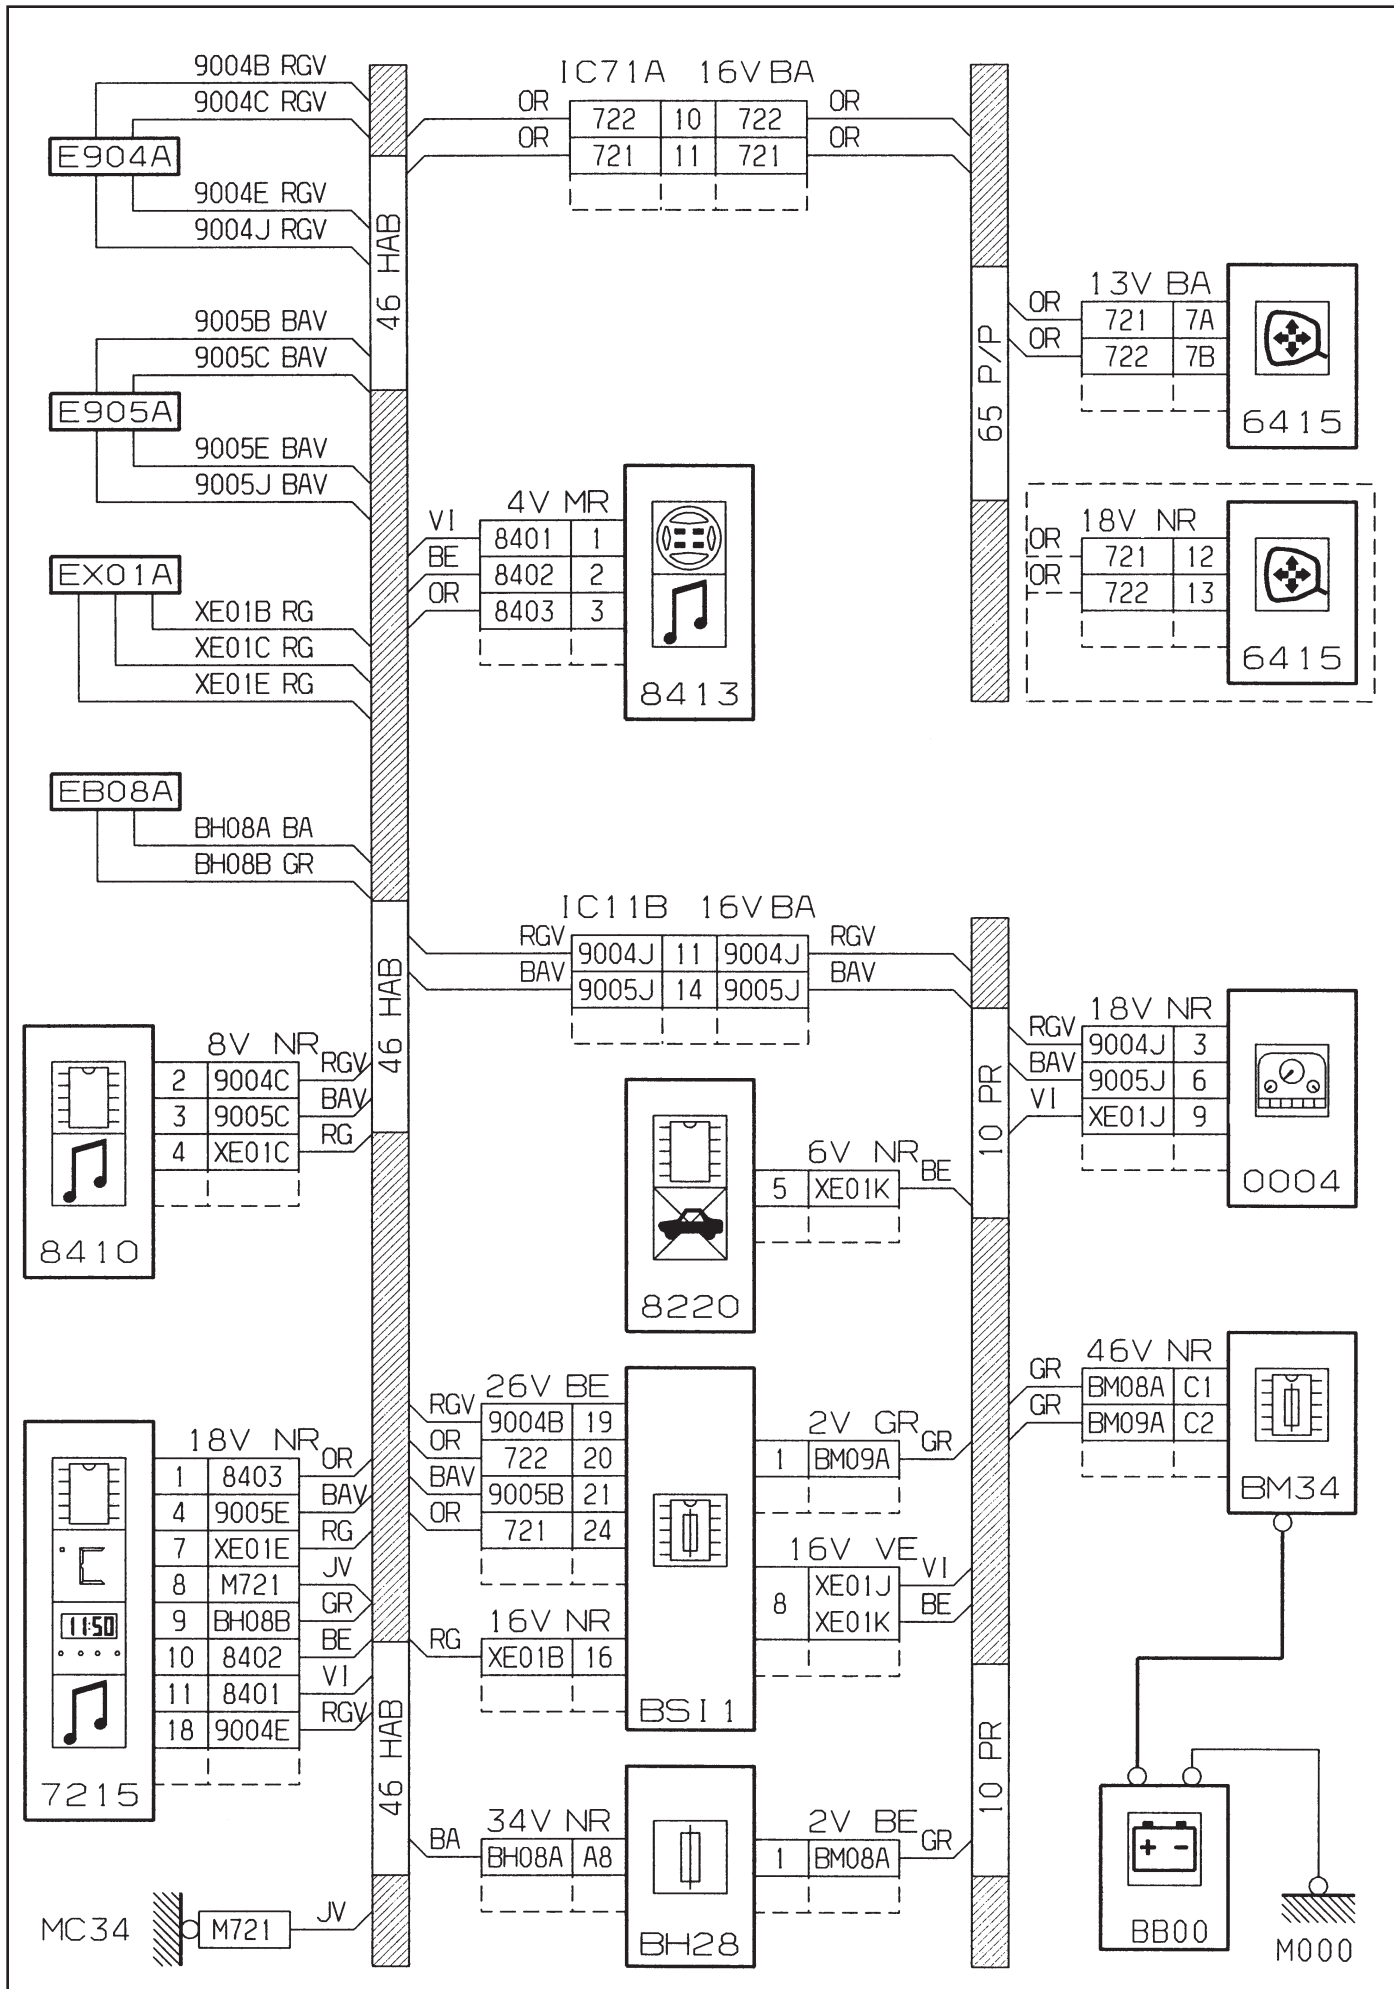 9004B RGV
9004C RGV
E904A
9004E RGV
9004J RGV
9005B BAV
9005C BAV
E905A
9005E BAV
9005J BAV
EX01A
XE01B RG
XE01C RG
XE01E RG
EB08A
BH08A BA
BH08B GR
46 HAB
46 HAB
46 HAB
IC71A 16V BA
OR 722 10 722 OR
OR 721 11 721 OR
65 P/P
13V BA
OR 721 7A
OR 722 7B
6415
18V NR
OR 721 12
OR 722 13
6415
4V MR
VI 8401 1
BE 8402 2
OR 8403 3
8413
IC11B 16V BA
RGV 9004J 11 9004J RGV
BAV 9005J 14 9005J BAV
10 PR
10 PR
18V NR
RGV 9004J 3
BAV 9005J 6
VI XE01J 9
0004
8V NR
2 9004C RGV
3 9005C BAV
4 XE01C RG
8410
6V NR
5 XE01K BE
8220
46V NR
GR BM08A C1
GR BM09A C2
BM34
18V NR
1 8403 OR
4 9005E BAV
7 XE01E RG
8 M721 JV
9 BH08B GR
10 8402 BE
11 8401 VI
18 9004E RGV
°C
11:50
7215
26V BE
RGV 9004B 19
OR 722 20
BAV 9005B 21
OR 721 24
16V NR
RG XE01B 16
2V GR
1 BM09A GR
16V VE
8 XE01J VI
XE01K BE
BSI1
34V NR
BA BH08A A8
2V BE
1 BM08A GR
BH28
MC34 M721 JV
+ -
BB00
M000